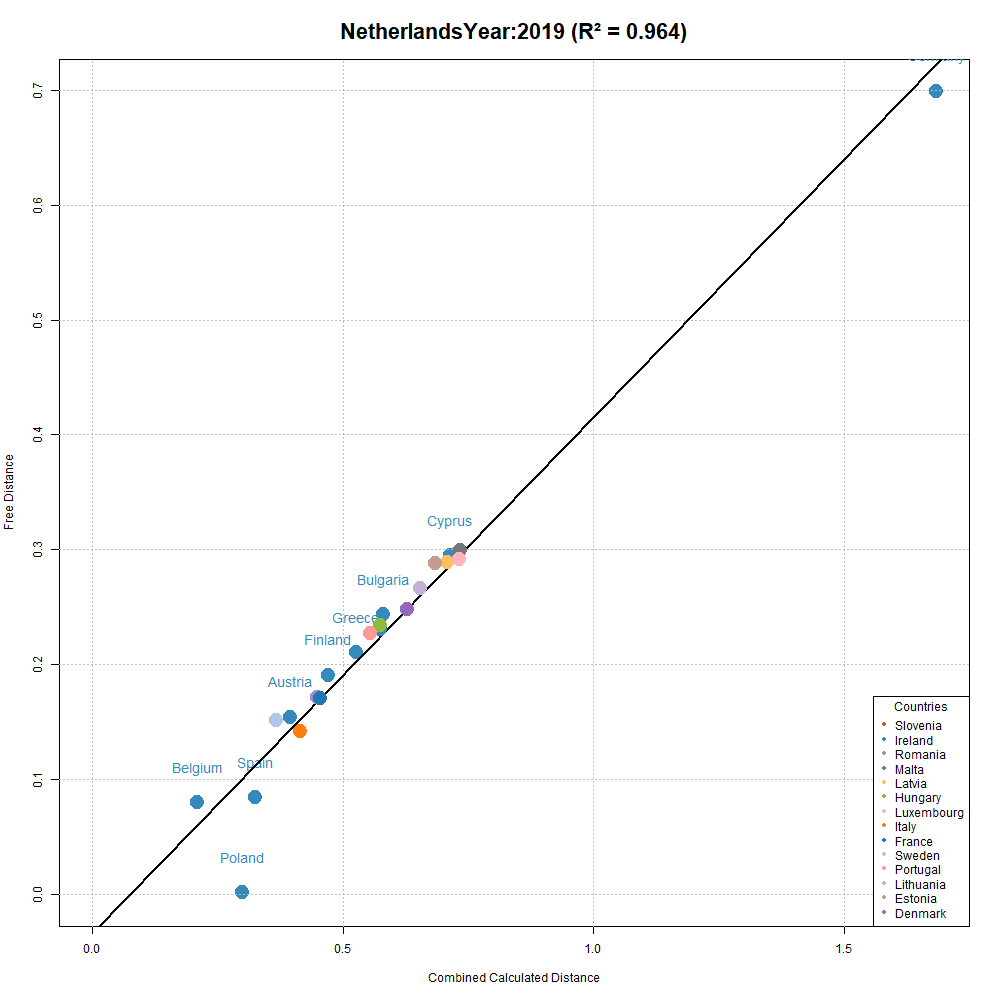 NetherlandsYear:2019 (R² = 0.964)
0.7
0.6
0.5
0.4
0.3
0.2
0.1
0.0
Free Distance
Cyprus
Bulgaria
Greece
Finland
Austria
Spain
Belgium
Poland
Countries
Slovenia
Ireland
Romania
Malta
Latvia
Hungary
Luxembourg
Italy
France
Sweden
Portugal
Lithuania
Estonia
Denmark
0.0 0.5 1.0 1.5
Combined Calculated Distance